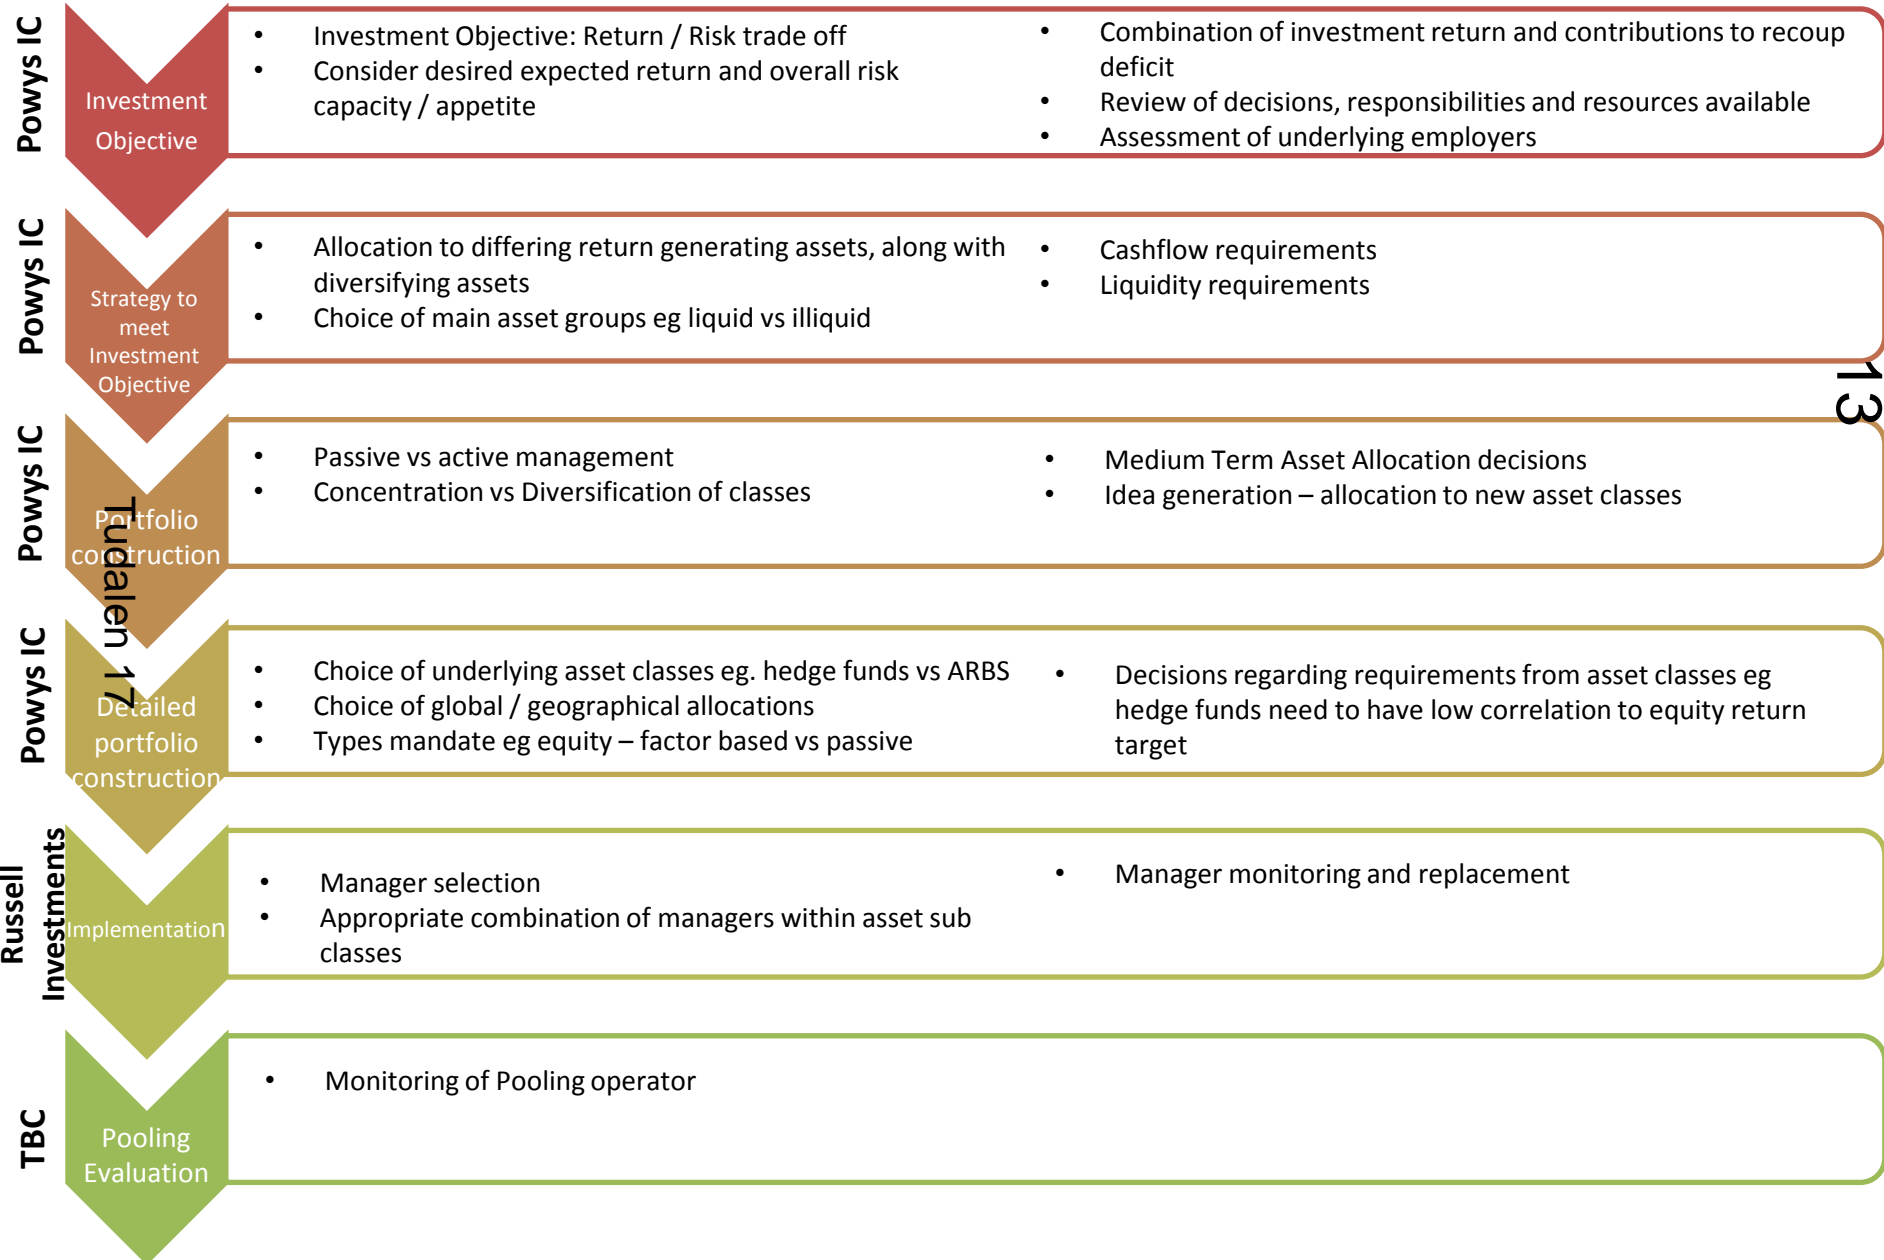 Powys IC
Investment
Objective
• Investment Objective: Return / Risk trade off
• Consider desired expected return and overall risk
capacity / appetite
• Combination of investment return and contributions to recoup
deficit
• Review of decisions, responsibilities and resources available
• Assessment of underlying employers
Powys IC
Strategy to
meet
Investment
Objective
• Allocation to differing return generating assets, along with
diversifying assets
• Choice of main asset groups eg liquid vs illiquid
• Cashflow requirements
• Liquidity requirements
13
Powys IC
Portfolio
construction
• Passive vs active management
• Concentration vs Diversification of classes
• Medium Term Asset Allocation decisions
• Idea generation – allocation to new asset classes
Tudalen 17
Powys IC
Detailed
portfolio
construction
• Choice of underlying asset classes eg. hedge funds vs ARBS
• Choice of global / geographical allocations
• Types mandate eg equity – factor based vs passive
• Decisions regarding requirements from asset classes eg
hedge funds need to have low correlation to equity return
target
Russell
Investments
Implementation
• Manager selection
• Appropriate combination of managers within asset sub
classes
• Manager monitoring and replacement
TBC
Pooling
Evaluation
• Monitoring of Pooling operator